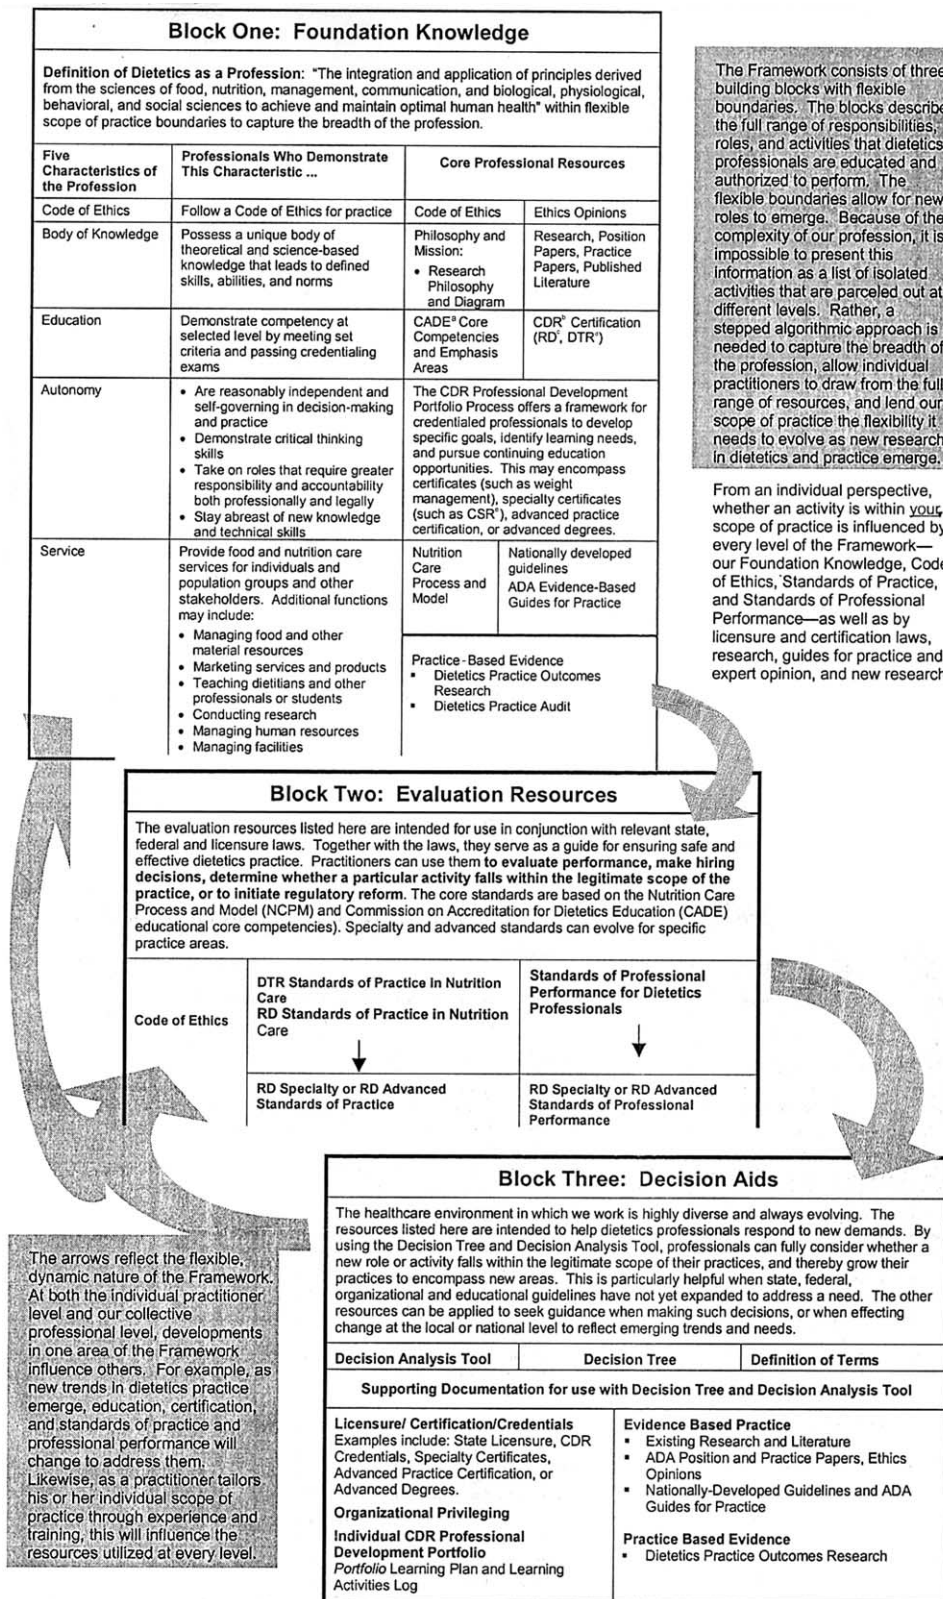 Block One: Foundation Knowledge
Definition of Dietetics as a Profession: "The integration and application of principles derived
from the sciences of food, nutrition, management, communication, and biological, physiological,
behavioral, and social sciences to achieve and maintain optimal human health" within flexible
scope of practice boundaries to capture the breadth of the profession.
Five
Characteristics of
the Profession
Professionals Who Demonstrate
This Characteristic ...
Core Professional Resources
Code of Ethics
Follow a Code of Ethics for practice
Code of Ethics
Ethics Opinions
Body of Knowledge
Possess a unique body of
theoretical and science-based
knowledge that leads to defined
skills, abilities, and norms
Philosophy and
Mission:
• Research
Philosophy
and Diagram
Research, Position
Papers, Practice
Papers, Published
Literature
Education
Demonstrate competency at
selected level by meeting set
criteria and passing credentialing
exams
CADEᵃ Core
Competencies
and Emphasis
Areas
CDRᵇ Certification
(RDᶜ, DTR)
Autonomy
• Are reasonably independent and
self-governing in decision-making
and practice
• Demonstrate critical thinking
skills
• Take on roles that require greater
responsibility and accountability
both professionally and legally
• Stay abreast of new knowledge
and technical skills
The CDR Professional Development
Portfolio Process offers a framework for
credentialed professionals to develop
specific goals, identify learning needs,
and pursue continuing education
opportunities. This may encompass
certificates (such as weight
management), specialty certificates
(such as CSRᵉ), advanced practice
certification, or advanced degrees.
Service
Provide food and nutrition care
services for individuals and
population groups and other
stakeholders. Additional functions
may include:
• Managing food and other
material resources
• Marketing services and products
• Teaching dietitians and other
professionals or students
• Conducting research
• Managing human resources
• Managing facilities
Nutrition
Care
Process and
Model
Nationally developed
guidelines
ADA Evidence-Based
Guides for Practice
Practice-Based Evidence
▪ Dietetics Practice Outcomes
Research
▪ Dietetics Practice Audit
The Framework consists of three
building blocks with flexible
boundaries. The blocks describe
the full range of responsibilities,
roles, and activities that dietetics
professionals are educated and
authorized to perform. The
flexible boundaries allow for new
roles to emerge. Because of the
complexity of our profession, it is
impossible to present this
information as a list of isolated
activities that are parceled out at
different levels. Rather, a
stepped algorithmic approach is
needed to capture the breadth of
the profession, allow individual
practitioners to draw from the full
range of resources, and lend our
scope of practice the flexibility it
needs to evolve as new research
in dietetics and practice emerge.
From an individual perspective,
whether an activity is within your
scope of practice is influenced by
every level of the Framework—
our Foundation Knowledge, Code
of Ethics, Standards of Practice,
and Standards of Professional
Performance—as well as by
licensure and certification laws,
research, guides for practice and
expert opinion, and new research
Block Two: Evaluation Resources
The evaluation resources listed here are intended for use in conjunction with relevant state,
federal and licensure laws. Together with the laws, they serve as a guide for ensuring safe and
effective dietetics practice. Practitioners can use them to evaluate performance, make hiring
decisions, determine whether a particular activity falls within the legitimate scope of the
practice, or to initiate regulatory reform. The core standards are based on the Nutrition Care
Process and Model (NCPM) and Commission on Accreditation for Dietetics Education (CADE)
educational core competencies). Specialty and advanced standards can evolve for specific
practice areas.
Code of Ethics
DTR Standards of Practice in Nutrition
Care
RD Standards of Practice in Nutrition
Care
Standards of Professional
Performance for Dietetics
Professionals
RD Specialty or RD Advanced
Standards of Practice
RD Specialty or RD Advanced
Standards of Professional
Performance
The arrows reflect the flexible,
dynamic nature of the Framework.
At both the individual practitioner
level and our collective
professional level, developments
in one area of the Framework
influence others. For example, as
new trends in dietetics practice
emerge, education, certification,
and standards of practice and
professional performance will
change to address them.
Likewise, as a practitioner tailors
his or her individual scope of
practice through experience and
training, this will influence the
resources utilized at every level.
Block Three: Decision Aids
The healthcare environment in which we work is highly diverse and always evolving. The
resources listed here are intended to help dietetics professionals respond to new demands. By
using the Decision Tree and Decision Analysis Tool, professionals can fully consider whether a
new role or activity falls within the legitimate scope of their practices, and thereby grow their
practices to encompass new areas. This is particularly helpful when state, federal,
organizational and educational guidelines have not yet expanded to address a need. The other
resources can be applied to seek guidance when making such decisions, or when effecting
change at the local or national level to reflect emerging trends and needs.
Decision Analysis Tool
Decision Tree
Definition of Terms
Supporting Documentation for use with Decision Tree and Decision Analysis Tool
Licensure/ Certification/Credentials
Examples include: State Licensure, CDR
Credentials, Specialty Certificates,
Advanced Practice Certification, or
Advanced Degrees.
Organizational Privileging
Individual CDR Professional
Development Portfolio
Portfolio Learning Plan and Learning
Activities Log
Evidence Based Practice
▪ Existing Research and Literature
▪ ADA Position and Practice Papers, Ethics
Opinions
▪ Nationally-Developed Guidelines and ADA
Guides for Practice
Practice Based Evidence
▪ Dietetics Practice Outcomes Research